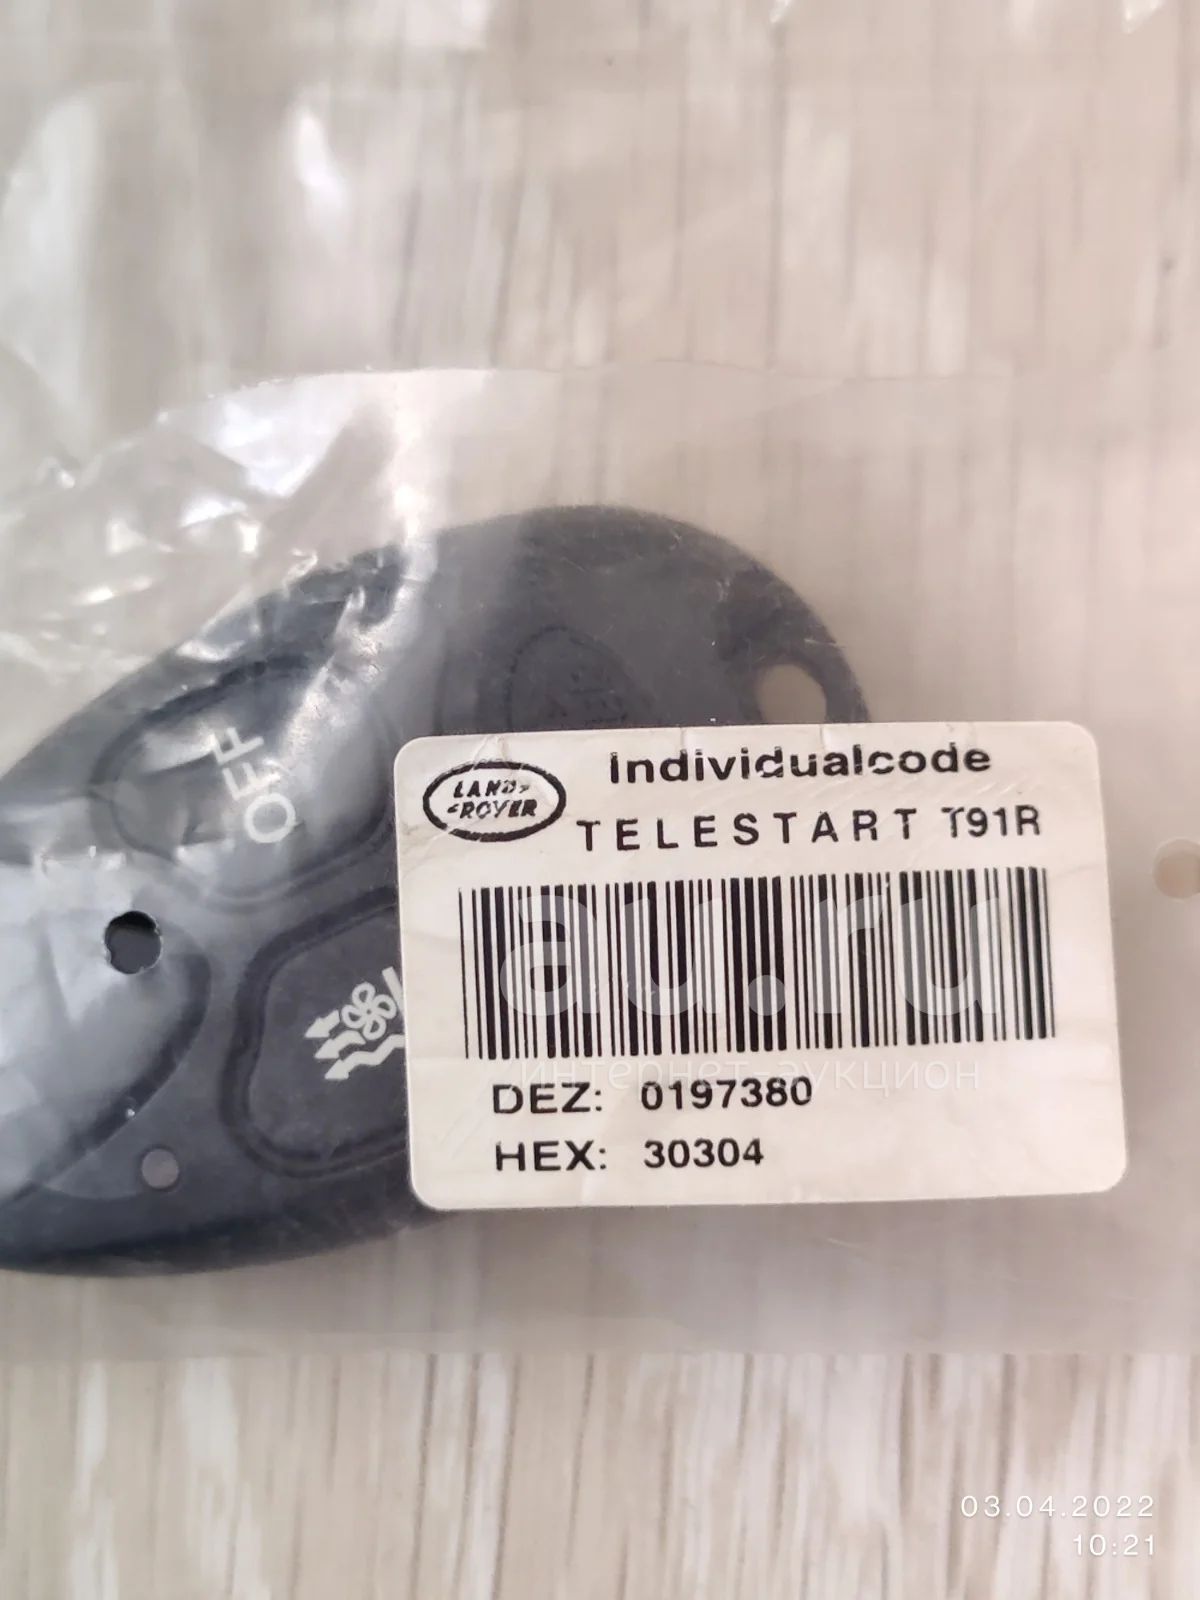 OFF
LAND-
-ROVER
Individualcode
TELESTART T91R
au.ru
интернет-аукцион
DEZ: 0197380
HEX: 30304
03.04.2022
10:21